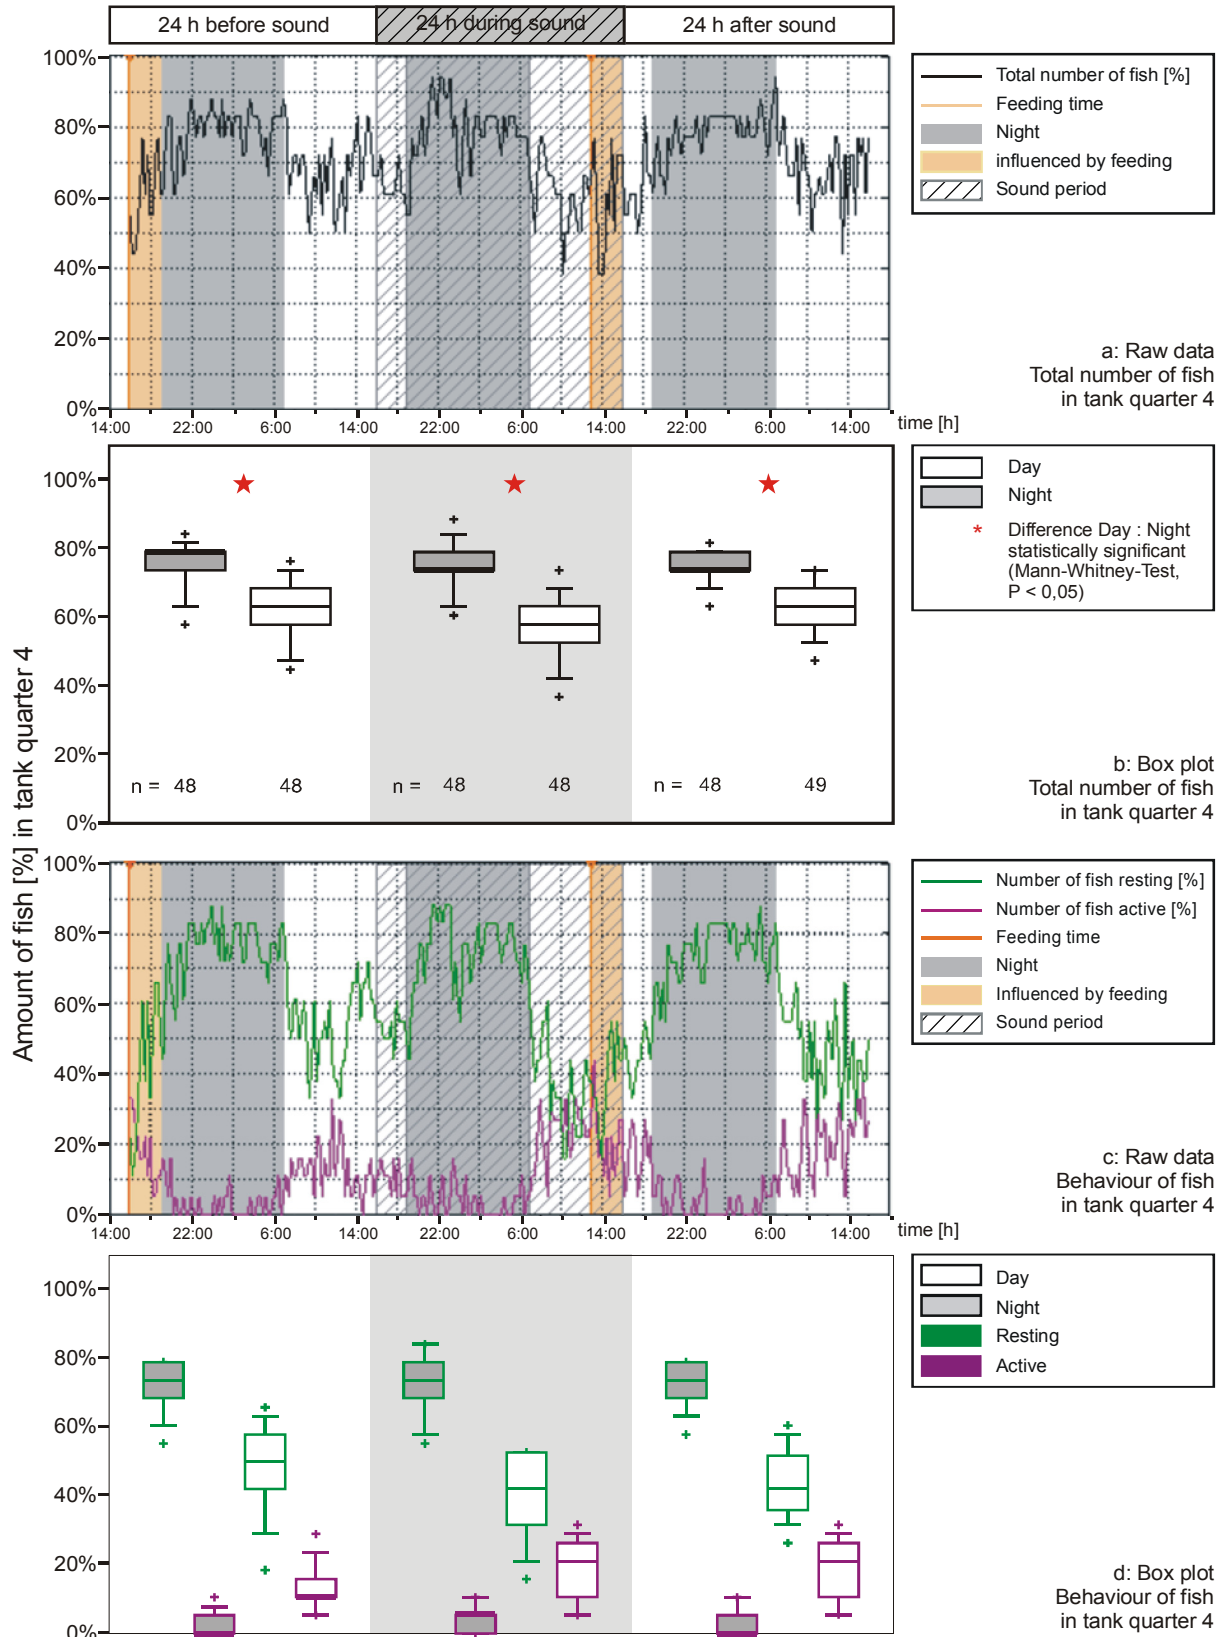 24 h before sound
24 h during sound
24 h after sound
100%
80%
60%
40%
20%
0%
14:00
22:00
6:00
14:00
22:00
6:00
14:00
22:00
6:00
14:00
time [h]
Total number of fish [%]
Feeding time
Night
influenced by feeding
Sound period
a: Raw data
Total number of fish
in tank quarter 4
Amount of fish [%] in tank quarter 4
100%
80%
60%
40%
20%
0%
n = 48
48
n = 48
48
n = 48
49
Day
Night
* Difference Day : Night
statistically significant
(Mann-Whitney-Test,
P < 0,05)
b: Box plot
Total number of fish
in tank quarter 4
100%
80%
60%
40%
20%
0%
14:00
22:00
6:00
14:00
22:00
6:00
14:00
22:00
6:00
14:00
time [h]
Number of fish resting [%]
Number of fish active [%]
Feeding time
Night
Influenced by feeding
Sound period
c: Raw data
Behaviour of fish
in tank quarter 4
100%
80%
60%
40%
20%
0%
Day
Night
Resting
Active
d: Box plot
Behaviour of fish
in tank quarter 4